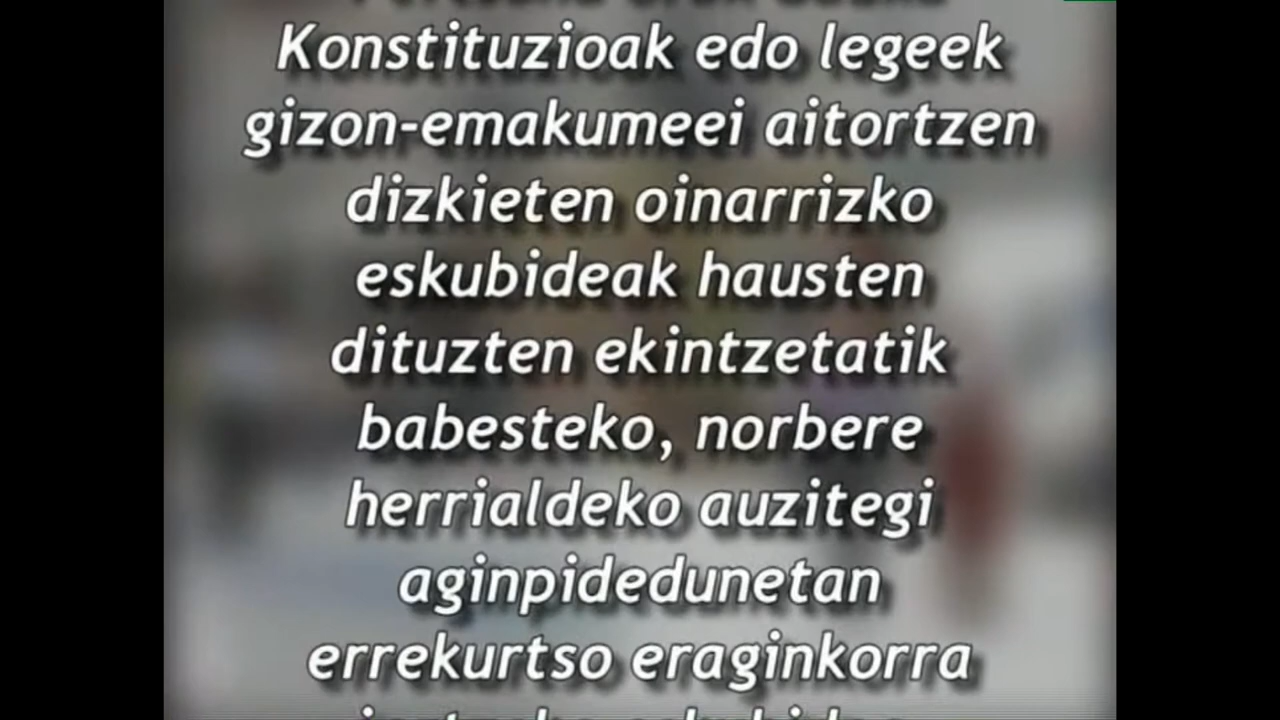 Konstituzioak edo legeek
gizon-emakumeei aitortzen
dizkieten oinarrizko
eskubideak hausten
dituzten ekintzetatik
babesteko, norbere
herrialdeko auzitegi
aginpidedunetan
errekurtso eraginkorra